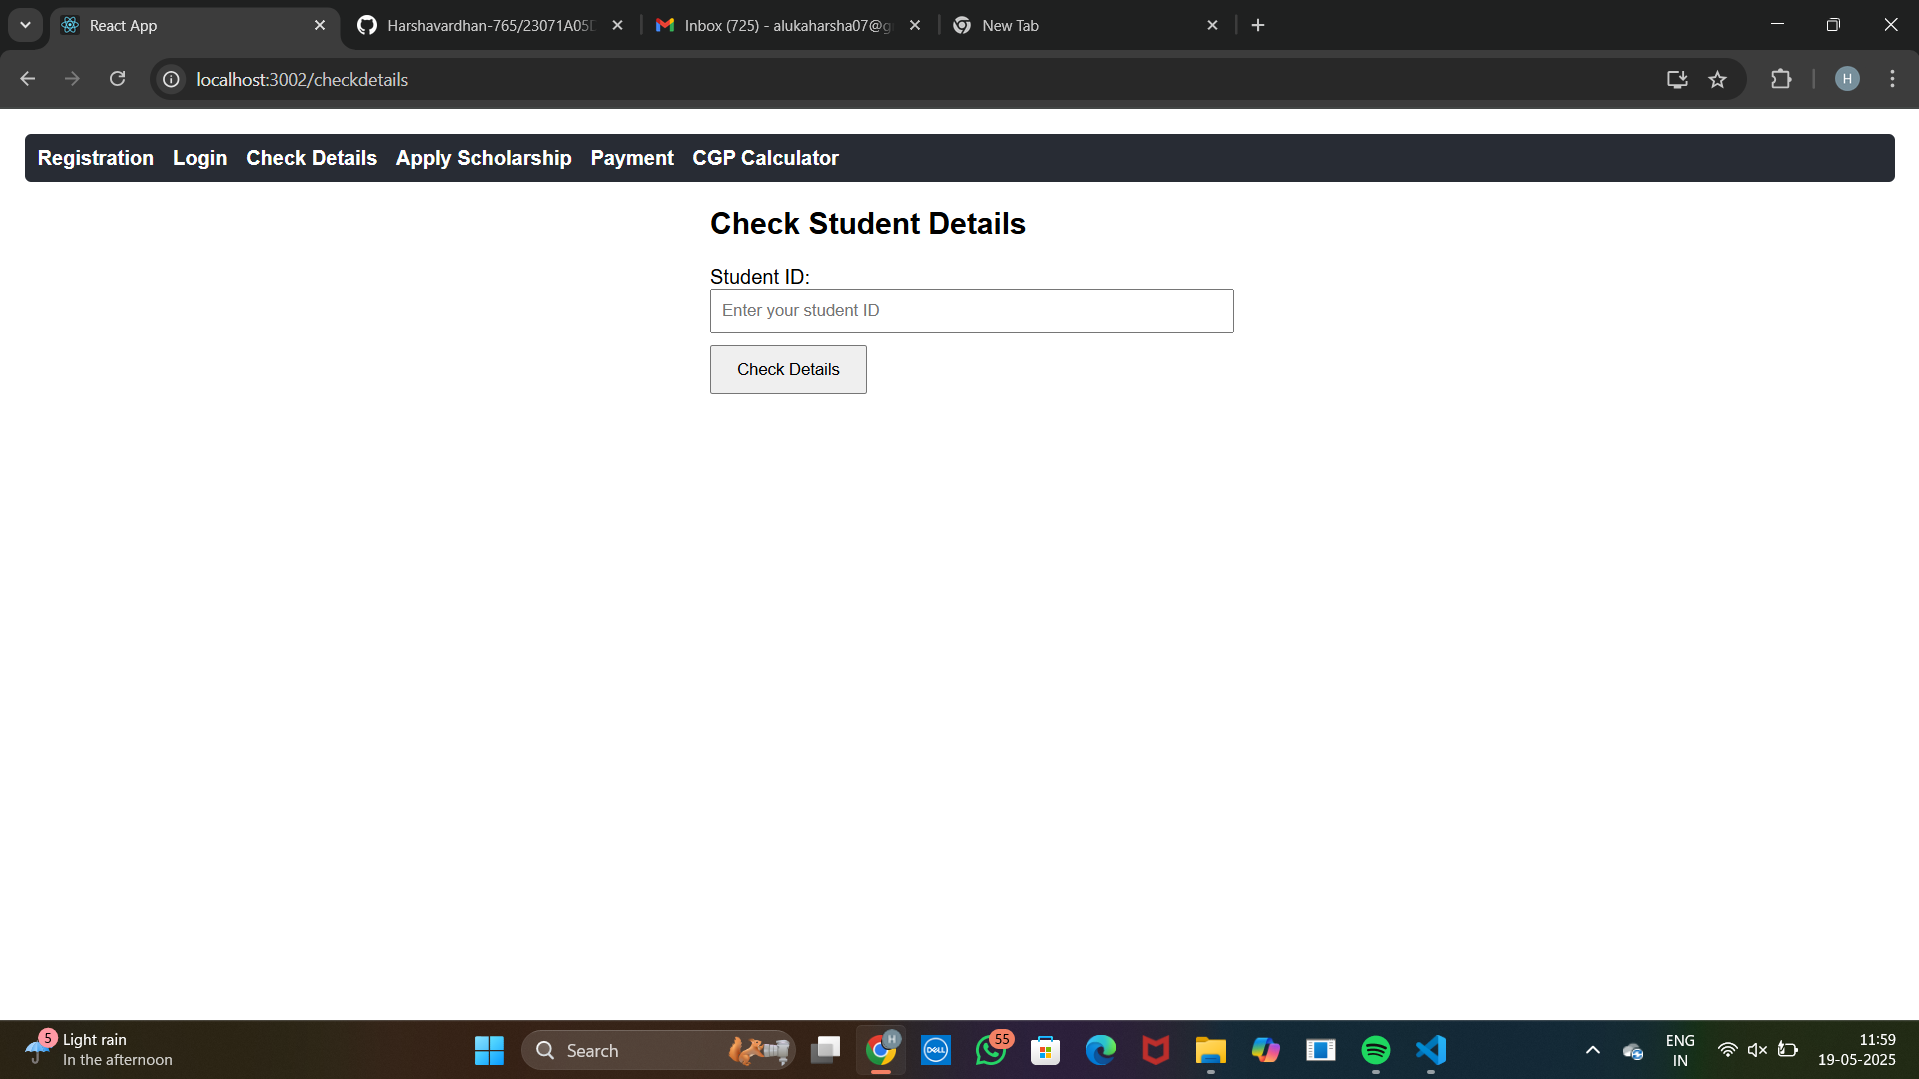 React App
Harshavardhan-765/23071A05
Inbox (725) - alukaharsha07@g
New Tab
localhost:3002/checkdetails
H
Registration Login Check Details Apply Scholarship Payment CGP Calculator
Check Student Details
Student ID:
Enter your student ID
Check Details
5
Light rain
In the afternoon
Search
H
DELL
55
ENG
IN
11:59
19-05-2025